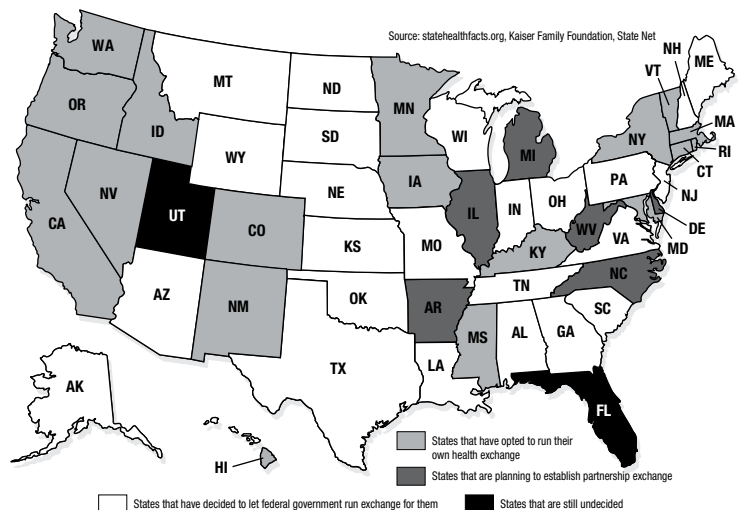 Source: statehealthfacts.org, Kaiser Family Foundation, State Net
WA
MT
ND
MN
NH
VT
ME
OR
ID
WY
SD
WI
MI
NY
MA
RI
CT
NV
UT
CO
NE
IA
IL
IN
OH
PA
NJ
CA
KS
MO
KY
WV
VA
DE
MD
AZ
NM
OK
AR
TN
NC
SC
TX
LA
MS
AL
GA
AK
HI
FL
States that have opted to run their
own health exchange
States that are planning to establish partnership exchange
States that have decided to let federal government run exchange for them
States that are still undecided